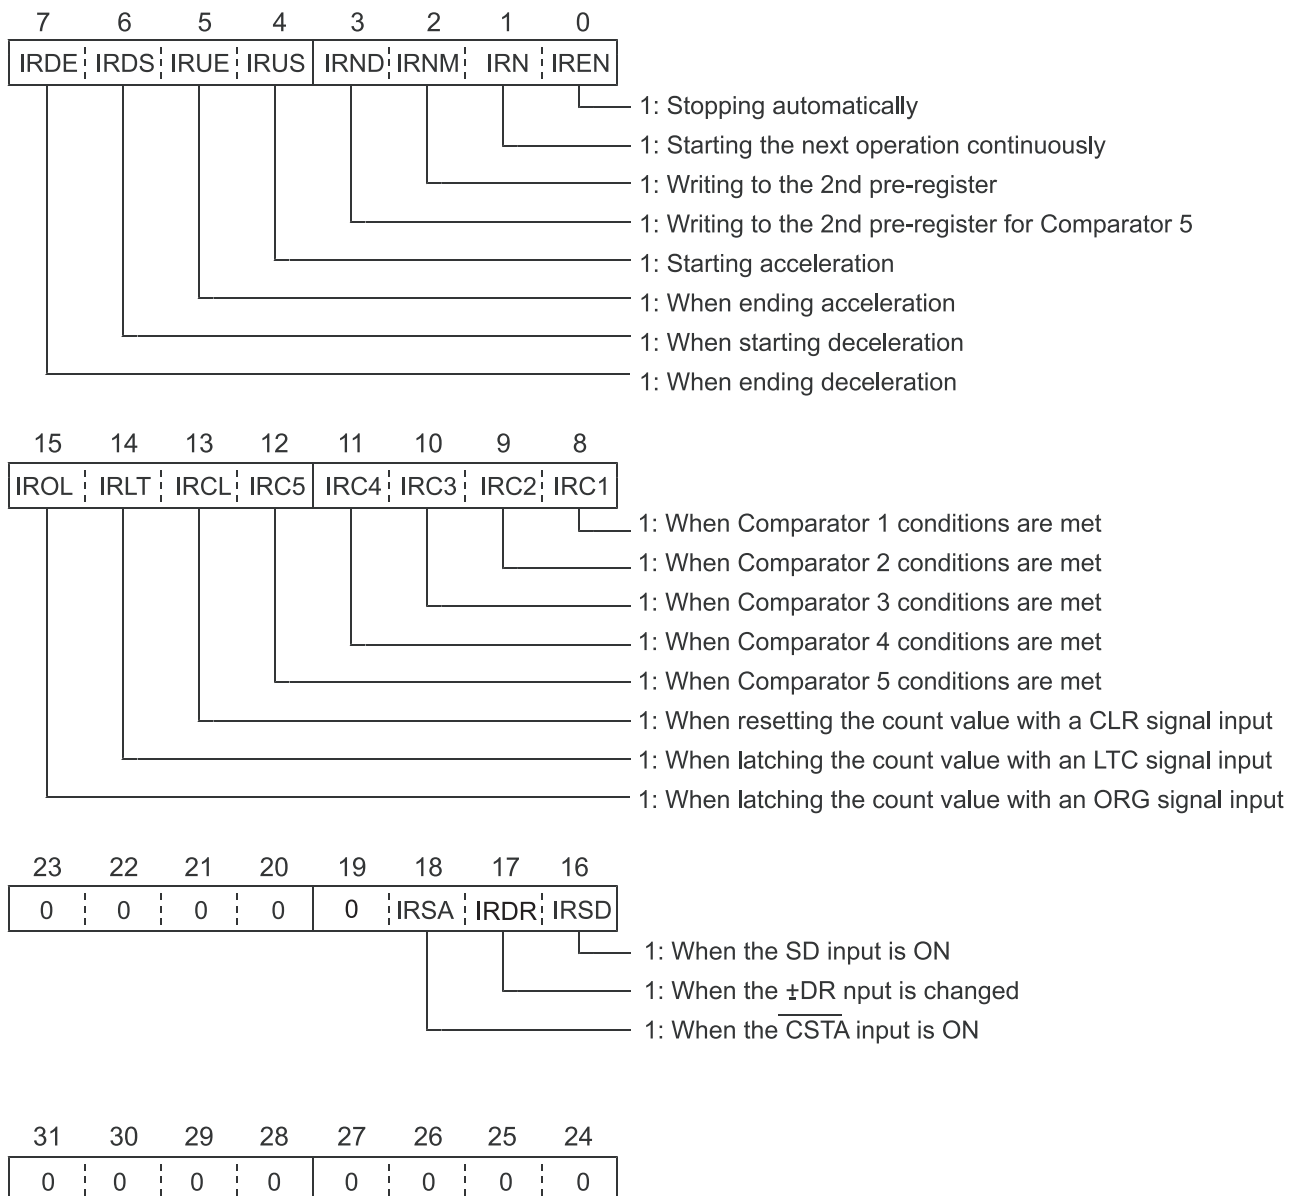 7 6 5 4 3 2 1 0
IRDE IRDS IRUE IRUS IRND IRNM IRN IREN
1: Stopping automatically
1: Starting the next operation continuously
1: Writing to the 2nd pre-register
1: Writing to the 2nd pre-register for Comparator 5
1: Starting acceleration
1: When ending acceleration
1: When starting deceleration
1: When ending deceleration
15 14 13 12 11 10 9 8
IROL IRLT IRCL IRC5 IRC4 IRC3 IRC2 IRC1
1: When Comparator 1 conditions are met
1: When Comparator 2 conditions are met
1: When Comparator 3 conditions are met
1: When Comparator 4 conditions are met
1: When Comparator 5 conditions are met
1: When resetting the count value with a CLR signal input
1: When latching the count value with an LTC signal input
1: When latching the count value with an ORG signal input
23 22 21 20 19 18 17 16
0 0 0 0 0 IRSA IRDR IRSD
1: When the SD input is ON
1: When the ±DR nput is changed
1: When the C̅S̅T̅A̅ input is ON
31 30 29 28 27 26 25 24
0 0 0 0 0 0 0 0